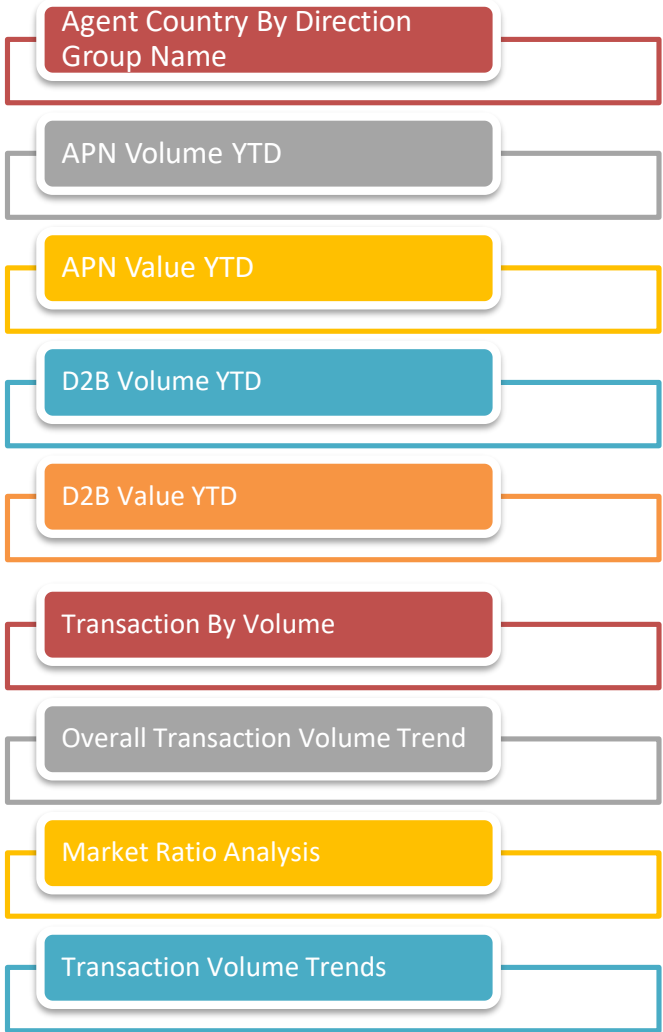 Agent Country By Direction
Group Name
APN Volume YTD
APN Value YTD
D2B Volume YTD
D2B Value YTD
Transaction By Volume
Overall Transaction Volume Trend
Market Ratio Analysis
Transaction Volume Trends